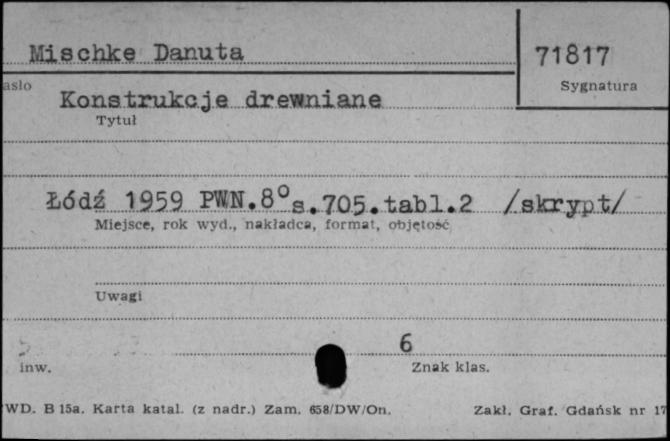 Mischke Danuta
71817
asło
Sygnatura
Konstrukcje drewniane
Tytuł
Łódź 1959 PWN.8° s.705.tabl.2 /skrypt/
Miejsce, rok wyd., nakładca, format, objętość
Uwagi
6
inw.
Znak klas.
WD. B 15a. Karta katal. (z nadr.) Zam. 658/DW/On. Zakł. Graf. Gdańsk nr 17